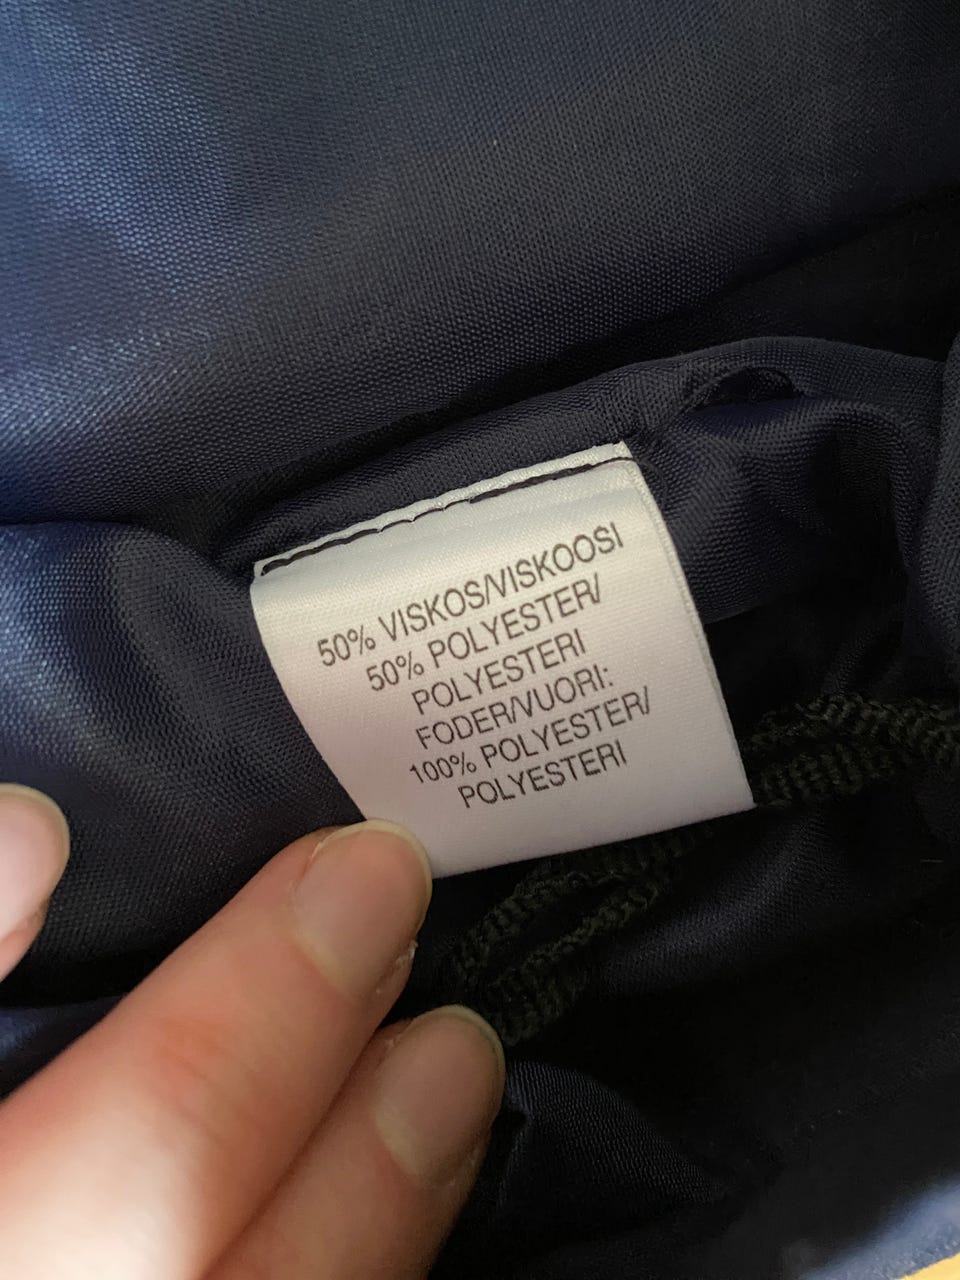 50% VISKOS/VISKOOSI
50% POLYESTER/
POLYESTERI
FODER/VUORI:
100% POLYESTER/
POLYESTERI